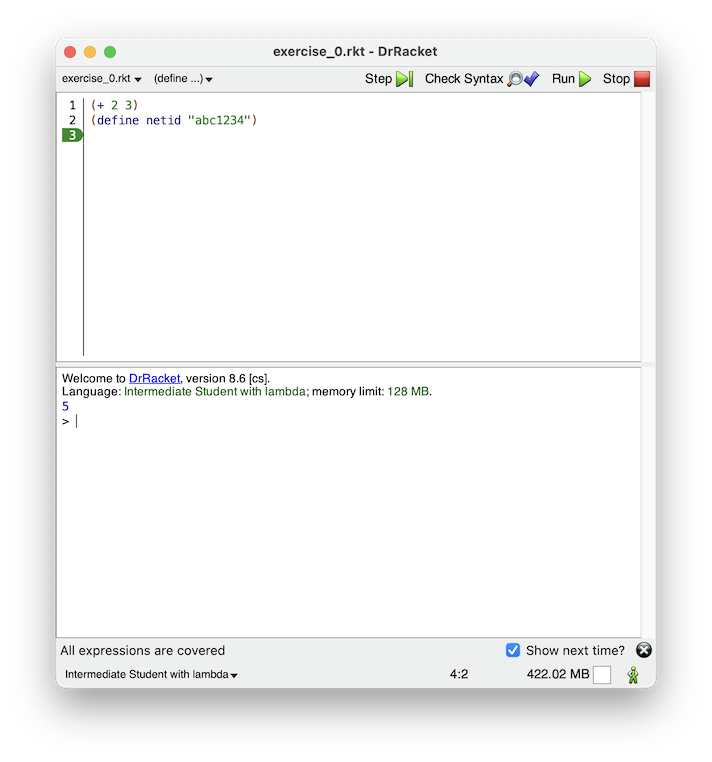 exercise_0.rkt - DrRacket
exercise_0.rkt (define ...) Step Check Syntax Run Stop
1 (+ 2 3)
2 (define netid "abc1234")
3
Welcome to DrRacket, version 8.6 [cs].
Language: Intermediate Student with lambda; memory limit: 128 MB.
5
>
All expressions are covered Show next time?
Intermediate Student with lambda 4:2 422.02 MB